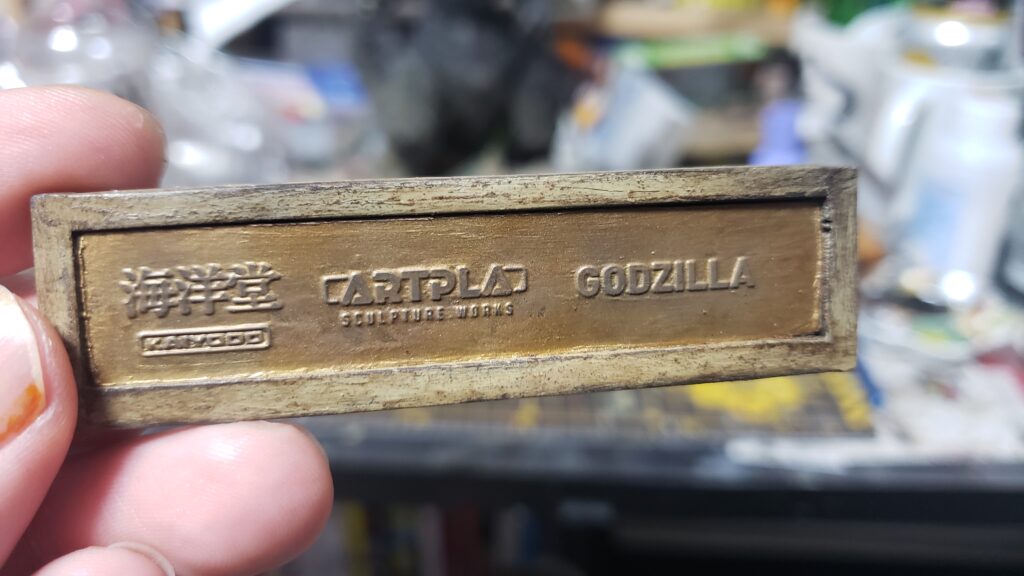 海洋堂
KAIYODO
ARTPLA
SCULPTURE WORKS
GODZILLA